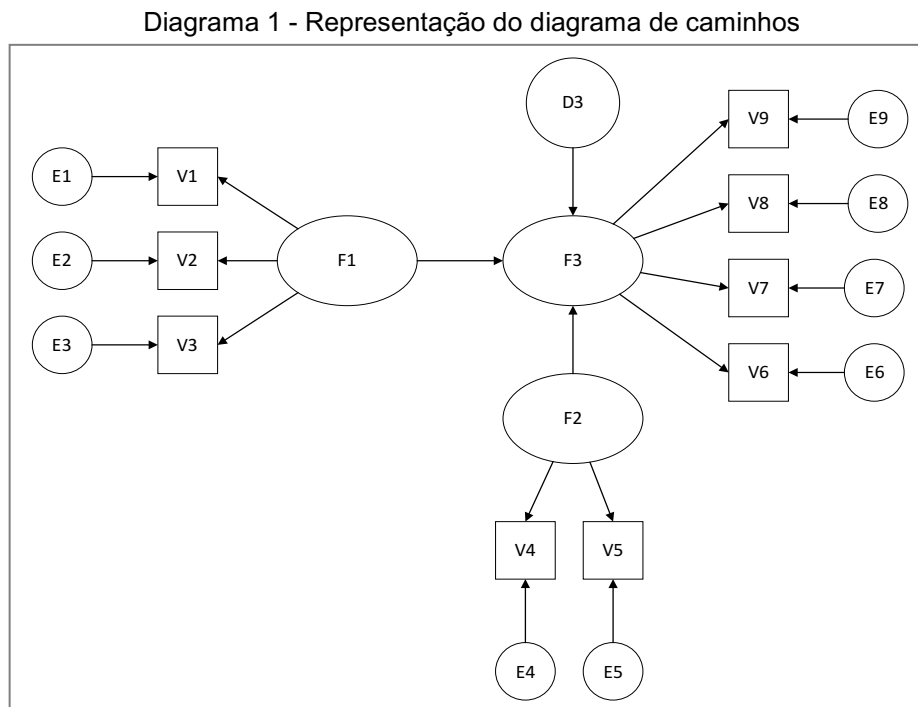 Diagrama 1 - Representação do diagrama de caminhos
D3
V9
E9
E1
V1
V8
E8
E2
V2
F1
F3
V7
E7
E3
V3
V6
E6
F2
V4
V5
E4
E5